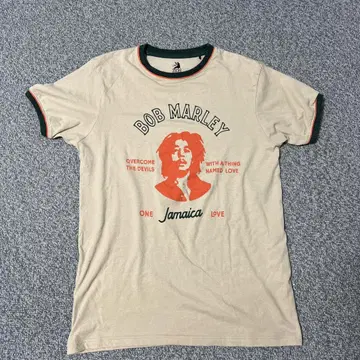 BOB MARLEY
OVERCOME
THE DEVILS
WITH A THING
NAMED LOVE
ONE Jamaica LOVE